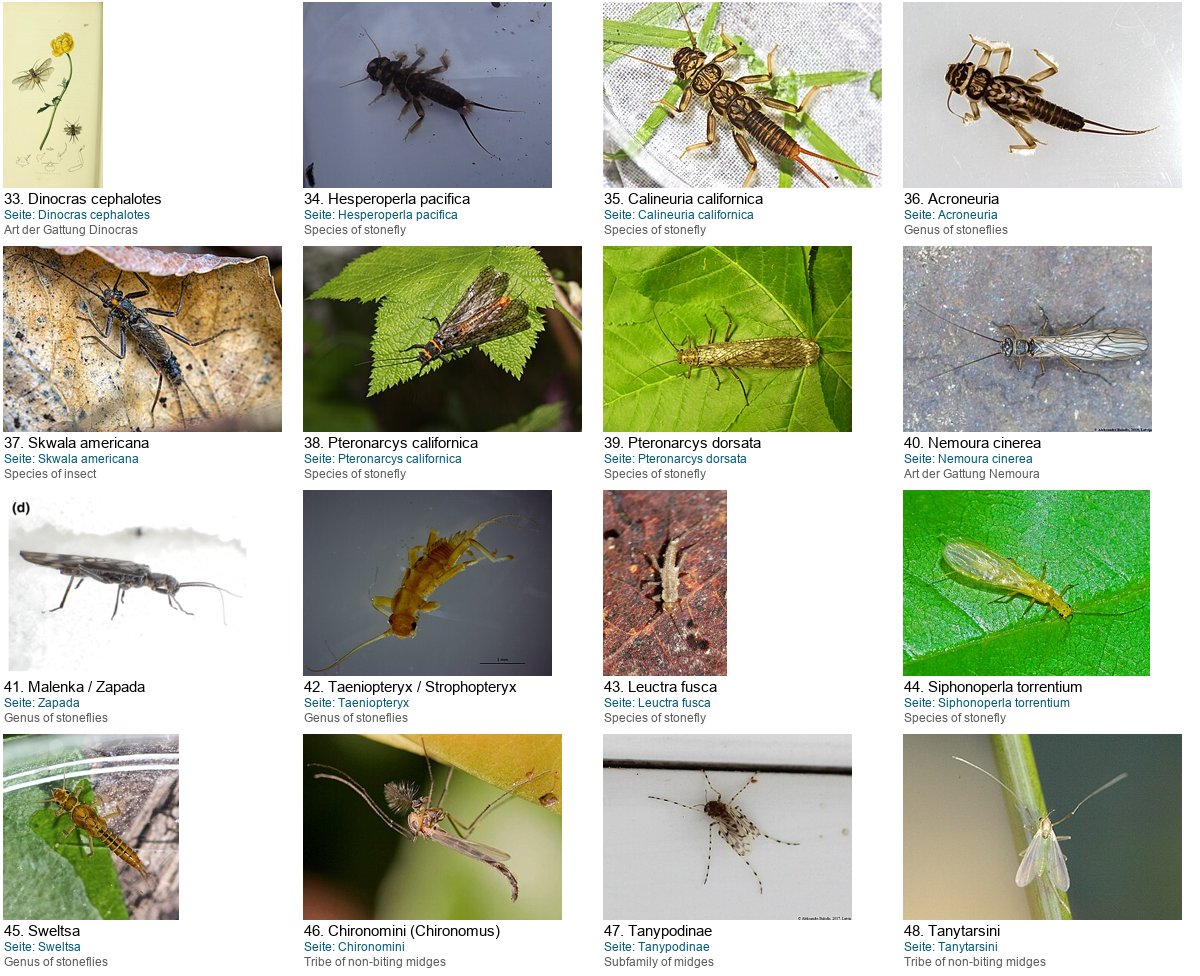 33. Dinocras cephalotes
Seite: Dinocras cephalotes
Art der Gattung Dinocras
34. Hesperoperla pacifica
Seite: Hesperoperla pacifica
Species of stonefly
35. Calineuria californica
Seite: Calineuria californica
Species of stonefly
36. Acroneuria
Seite: Acroneuria
Genus of stoneflies
37. Skwala americana
Seite: Skwala americana
Species of insect
38. Pteronarcys californica
Seite: Pteronarcys californica
Species of stonefly
39. Pteronarcys dorsata
Seite: Pteronarcys dorsata
Species of stonefly
40. Nemoura cinerea
Seite: Nemoura cinerea
Art der Gattung Nemoura
(d)
41. Malenka / Zapada
Seite: Zapada
Genus of stoneflies
42. Taeniopteryx / Strophopteryx
Seite: Taeniopteryx
Genus of stoneflies
43. Leuctra fusca
Seite: Leuctra fusca
Species of stonefly
44. Siphonoperla torrentium
Seite: Siphonoperla torrentium
Species of stonefly
45. Sweltsa
Seite: Sweltsa
Genus of stoneflies
46. Chironomini (Chironomus)
Seite: Chironomini
Tribe of non-biting midges
47. Tanypodinae
Seite: Tanypodinae
Subfamily of midges
48. Tanytarsini
Seite: Tanytarsini
Tribe of non-biting midges